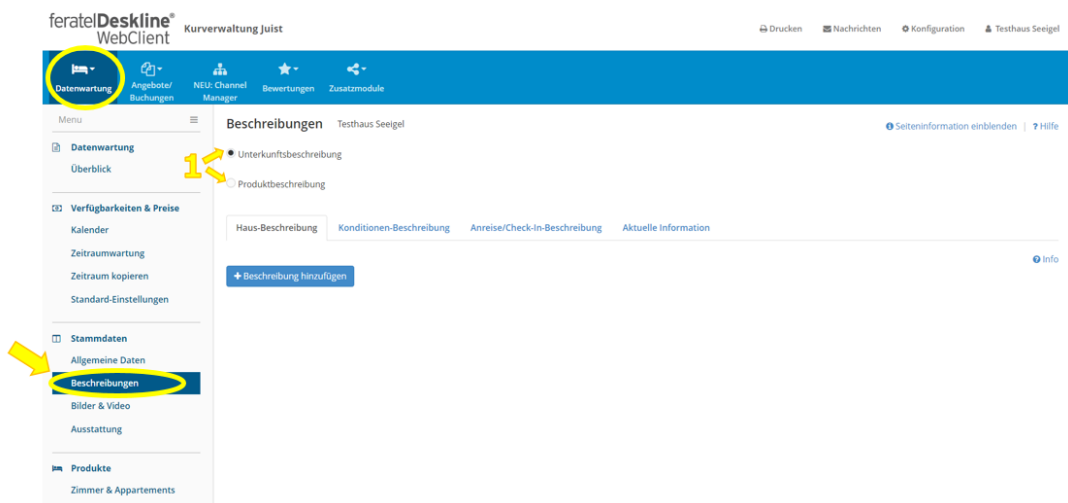 feratelDeskline®
WebClient
Kurverwaltung Juist
Drucken
Nachrichten
Konfiguration
Testhaus Seeigel
Datenwartung
Angebote/
Buchungen
NEU: Channel
Manager
Bewertungen
Zusatzmodule
Menu
Datenwartung
Überblick
Verfügbarkeiten & Preise
Kalender
Zeitraumwartung
Zeitraum kopieren
Standard-Einstellungen
Stammdaten
Allgemeine Daten
Beschreibungen
Bilder & Video
Ausstattung
Produkte
Zimmer & Appartements
Beschreibungen Testhaus Seeigel
Seiteninformation einblenden | ? Hilfe
1
Unterkunftsbeschreibung
Produktbeschreibung
Haus-Beschreibung
Konditionen-Beschreibung
Anreise/Check-In-Beschreibung
Aktuelle Information
Info
+ Beschreibung hinzufügen